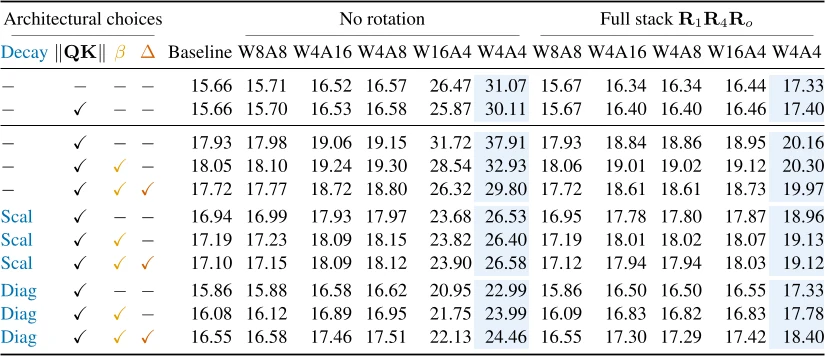 Architectural choices No rotation Full stack R₁R₄Rₒ
Decay ‖QK‖ β Δ Baseline W8A8 W4A16 W4A8 W16A4 W4A4 W8A8 W4A16 W4A8 W16A4 W4A4
– – – – 15.66 15.71 16.52 16.57 26.47 31.07 15.67 16.34 16.34 16.44 17.33
– ✓ – – 15.66 15.70 16.53 16.58 25.87 30.11 15.67 16.40 16.40 16.46 17.40
– ✓ – – 17.93 17.98 19.06 19.15 31.72 37.91 17.93 18.84 18.86 18.95 20.16
– ✓ ✓ – 18.05 18.10 19.24 19.30 28.54 32.93 18.06 19.01 19.02 19.12 20.30
– ✓ ✓ ✓ 17.72 17.77 18.72 18.80 26.32 29.80 17.72 18.61 18.61 18.73 19.97
Scal ✓ – – 16.94 16.99 17.93 17.97 23.68 26.53 16.95 17.78 17.80 17.87 18.96
Scal ✓ ✓ – 17.19 17.23 18.09 18.15 23.82 26.40 17.19 18.01 18.02 18.07 19.13
Scal ✓ ✓ ✓ 17.10 17.15 18.09 18.12 23.90 26.58 17.12 17.94 17.94 18.03 19.12
Diag ✓ – – 15.86 15.88 16.58 16.62 20.95 22.99 15.86 16.50 16.50 16.55 17.33
Diag ✓ ✓ – 16.08 16.12 16.89 16.95 21.75 23.99 16.09 16.83 16.82 16.83 17.78
Diag ✓ ✓ ✓ 16.55 16.58 17.46 17.51 22.13 24.46 16.55 17.30 17.29 17.42 18.40